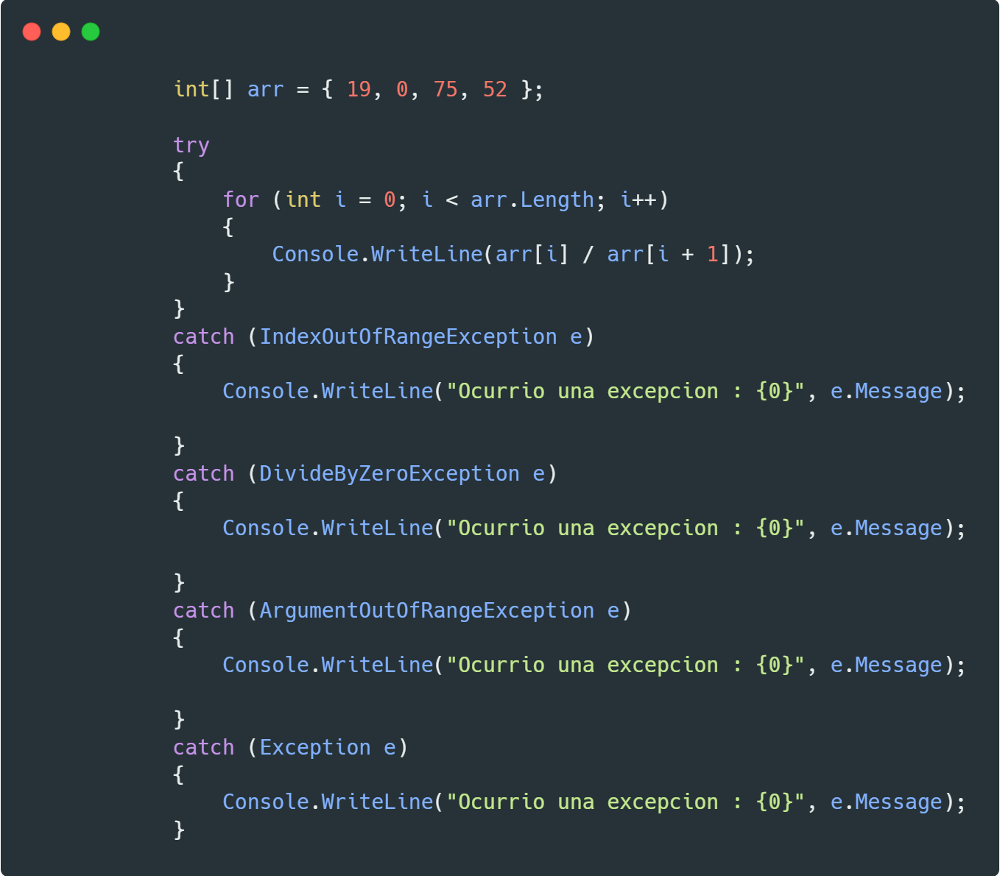 int[] arr = { 19, 0, 75, 52 };
try
{
for (int i = 0; i < arr.Length; i++)
{
Console.WriteLine(arr[i] / arr[i + 1]);
}
}
catch (IndexOutOfRangeException e)
{
Console.WriteLine("Ocurrio una excepcion : {0}", e.Message);
}
catch (DivideByZeroException e)
{
Console.WriteLine("Ocurrio una excepcion : {0}", e.Message);
}
catch (ArgumentOutOfRangeException e)
{
Console.WriteLine("Ocurrio una excepcion : {0}", e.Message);
}
catch (Exception e)
{
Console.WriteLine("Ocurrio una excepcion : {0}", e.Message);
}